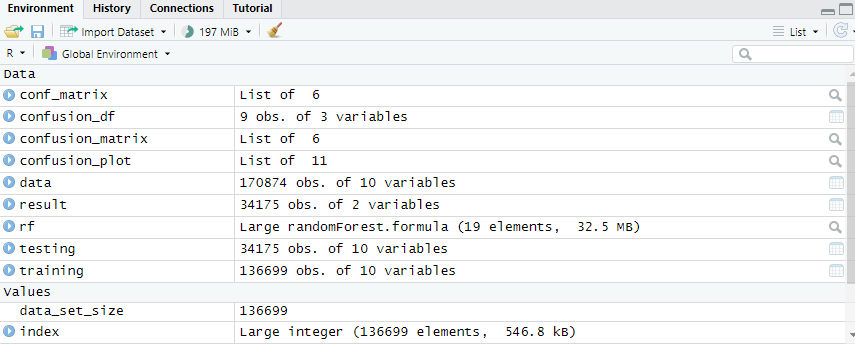 Environment History Connections Tutorial
Import Dataset 197 MiB List
R Global Environment
Data
conf_matrix List of 6
confusion_df 9 obs. of 3 variables
confusion_matrix List of 6
confusion_plot List of 11
data 170874 obs. of 10 variables
result 34175 obs. of 2 variables
rf Large randomForest.formula (19 elements, 32.5 MB)
testing 34175 obs. of 10 variables
training 136699 obs. of 10 variables
Values
data_set_size 136699
index Large integer (136699 elements, 546.8 kB)